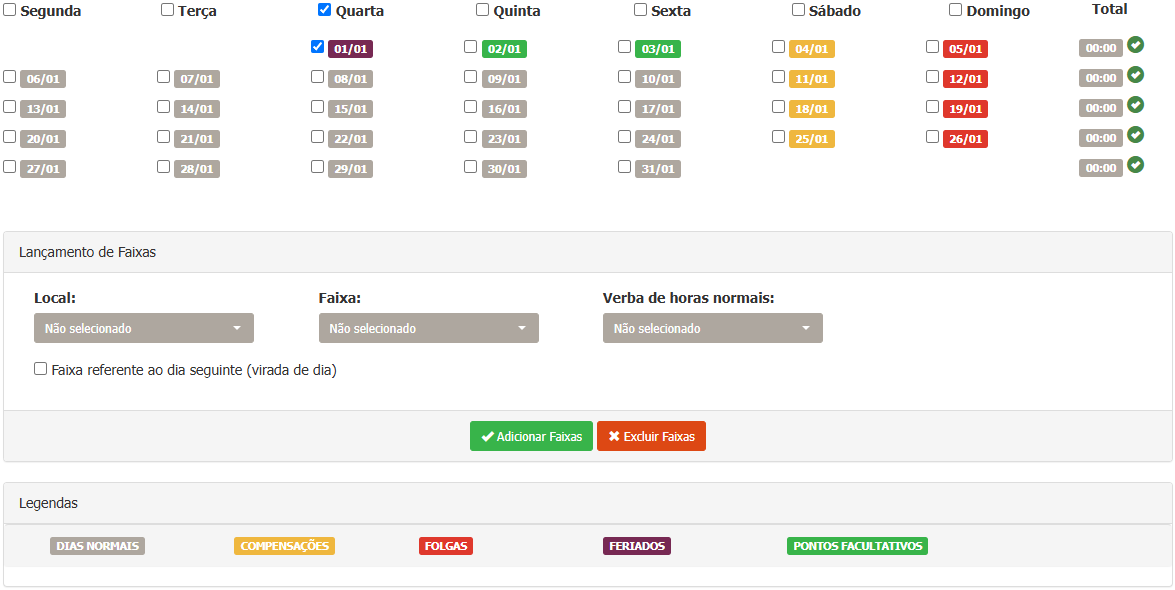 Segunda Terça Quarta Quinta Sexta Sábado Domingo Total
01/01 02/01 03/01 04/01 05/01 00:00
06/01 07/01 08/01 09/01 10/01 11/01 12/01 00:00
13/01 14/01 15/01 16/01 17/01 18/01 19/01 00:00
20/01 21/01 22/01 23/01 24/01 25/01 26/01 00:00
27/01 28/01 29/01 30/01 31/01 00:00
Lançamento de Faixas
Local: Faixa: Verba de horas normais:
Não selecionado Não selecionado Não selecionado
Faixa referente ao dia seguinte (virada de dia)
Adicionar Faixas Excluir Faixas
Legendas
DIAS NORMAIS COMPENSAÇÕES FOLGAS FERIADOS PONTOS FACULTATIVOS